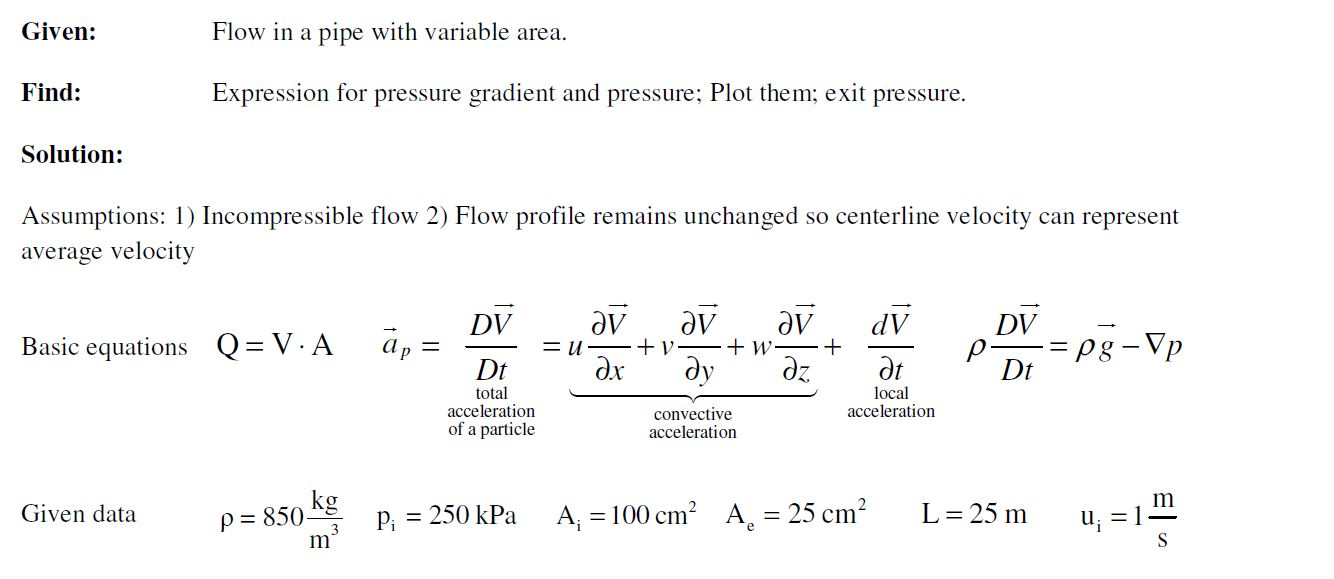 Given: Flow in a pipe with variable area.
Find: Expression for pressure gradient and pressure; Plot them; exit pressure.
Solution:
Assumptions: 1) Incompressible flow 2) Flow profile remains unchanged so centerline velocity can represent
average velocity
Basic equations Q = V · A a⃗_p = DV⃗/Dt = u ∂V⃗/∂x + v ∂V⃗/∂y + w ∂V⃗/∂z + dV⃗/∂t ρ DV⃗/Dt = ρg⃗ − ∇p
total acceleration of a particle
convective acceleration
local acceleration
Given data ρ = 850 kg/m³ p_i = 250 kPa A_i = 100 cm² A_e = 25 cm² L = 25 m u_i = 1 m/s